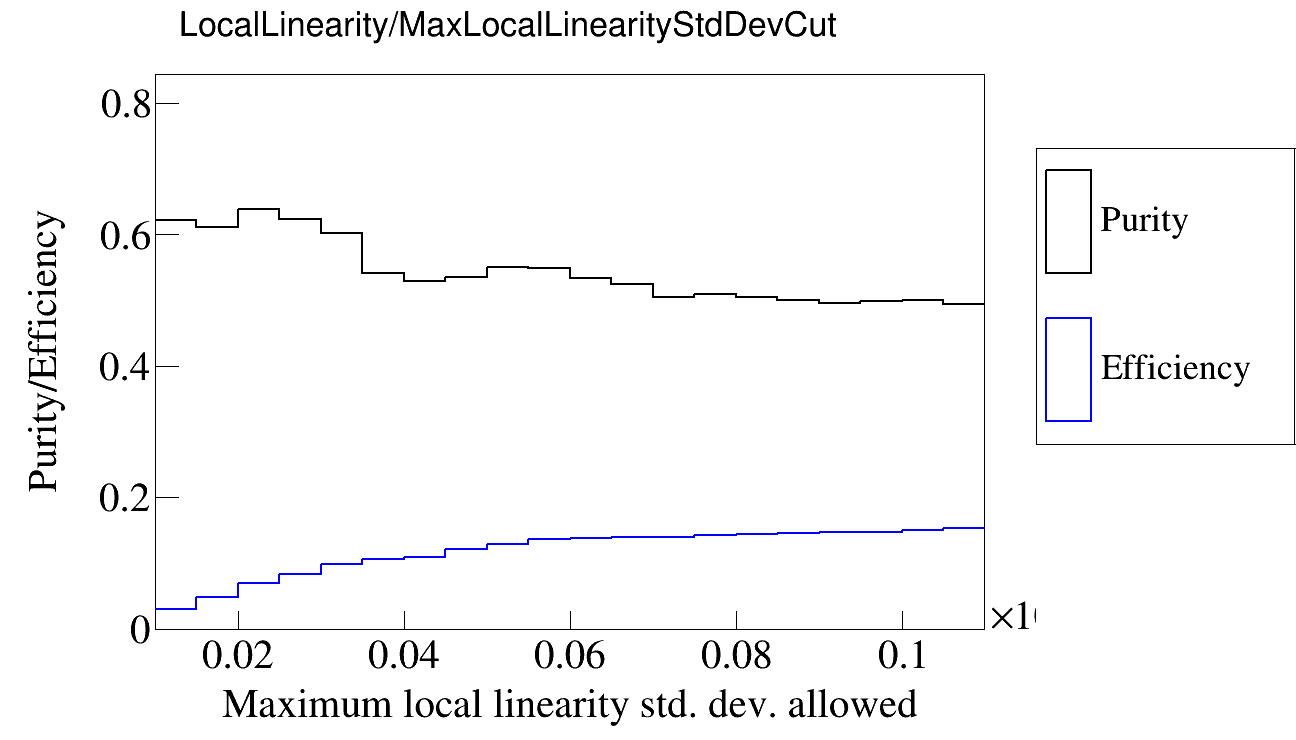 LocalLinearity/MaxLocalLinearityStdDevCut
Purity/Efficiency
0.8
0.6
0.4
0.2
0
0.02 0.04 0.06 0.08 0.1
Maximum local linearity std. dev. allowed
Purity
Efficiency